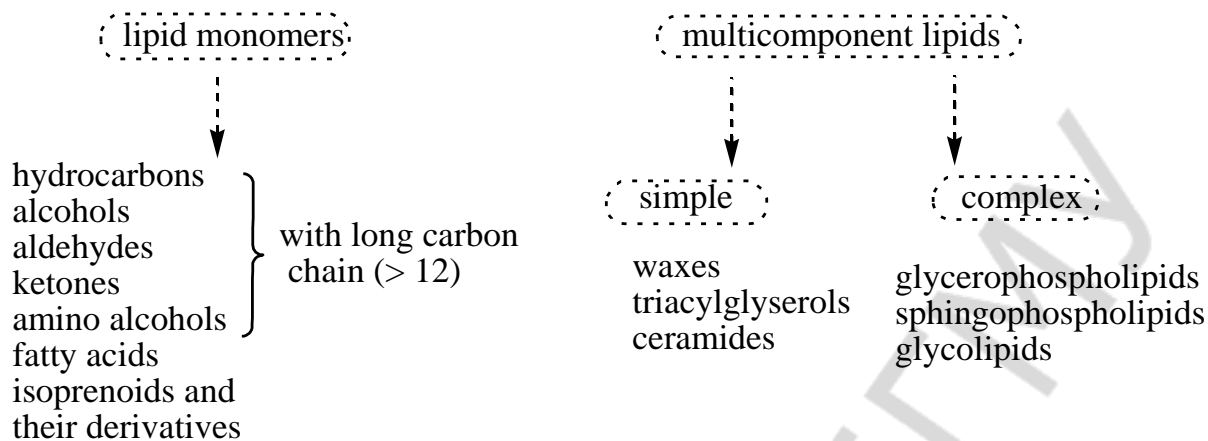 lipid monomers
hydrocarbons
alcohols
aldehydes
ketones
amino alcohols
with long carbon
chain (> 12)
fatty acids
isoprenoids and
their derivatives
multicomponent lipids
simple
waxes
triacylglyserols
ceramides
complex
glycerophospholipids
sphingophospholipids
glycolipids